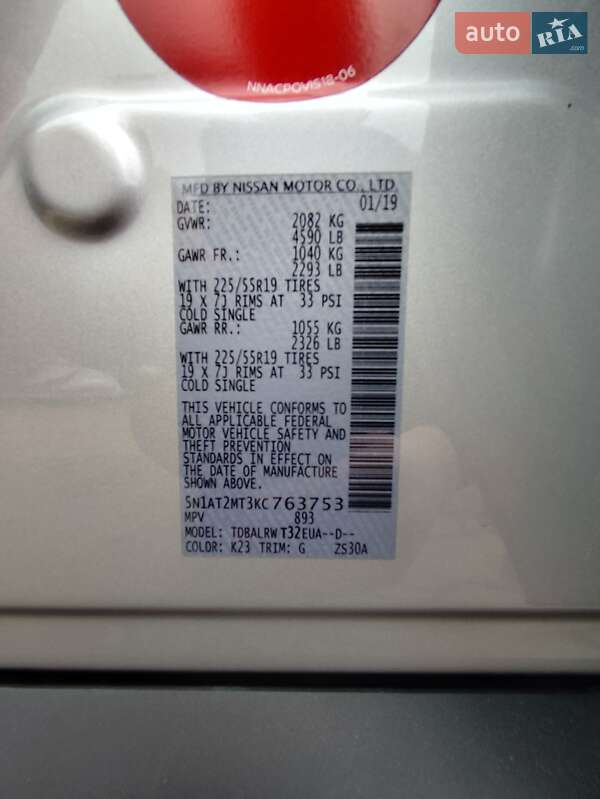 auto RIA.com
NNACPOVIS18-06
MFD BY NISSAN MOTOR CO., LTD.
DATE: 01/19
GVWR: 2082 KG
4590 LB
GAWR FR.: 1040 KG
2293 LB
WITH 225/55R19 TIRES
19 X 7J RIMS AT 33 PSI
COLD SINGLE
GAWR RR.: 1055 KG
2326 LB
WITH 225/55R19 TIRES
19 X 7J RIMS AT 33 PSI
COLD SINGLE
THIS VEHICLE CONFORMS TO
ALL APPLICABLE FEDERAL
MOTOR VEHICLE SAFETY AND
THEFT PREVENTION
STANDARDS IN EFFECT ON
THE DATE OF MANUFACTURE
SHOWN ABOVE.
5N1AT2MT3KC763753
MPV 893
MODEL: TDBALRWT32EUA--D--
COLOR: K23 TRIM: G ZS30A